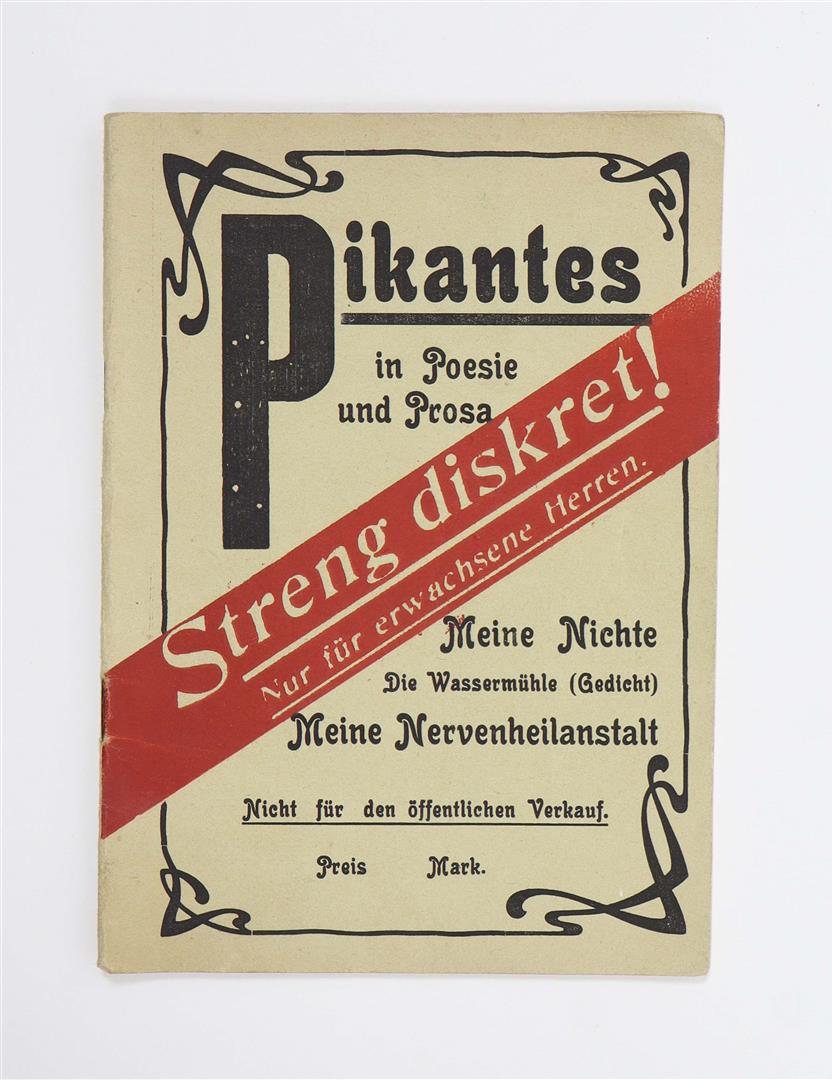 Pikantes
in Poesie
und Prosa
Streng diskret!
Nur für erwachsene Herren.
Meine Nichte
Die Wassermühle (Gedicht)
Meine Nervenheilanstalt
Nicht für den öffentlichen Verkauf.
Preis Mark.